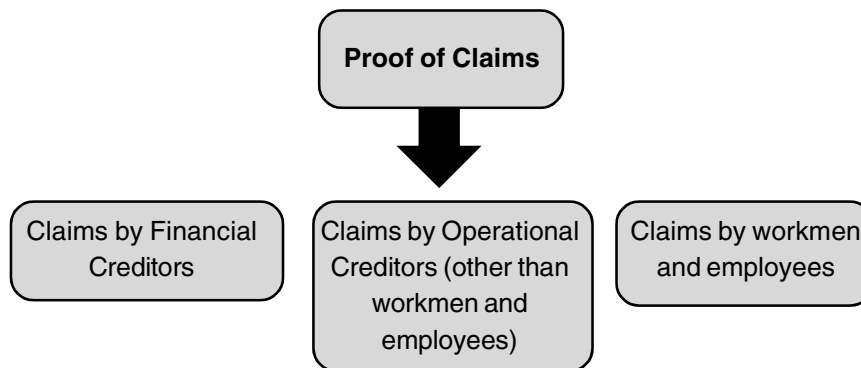 Proof of Claims
Claims by Financial
Creditors
Claims by Operational
Creditors (other than
workmen and
employees)
Claims by workmen
and employees